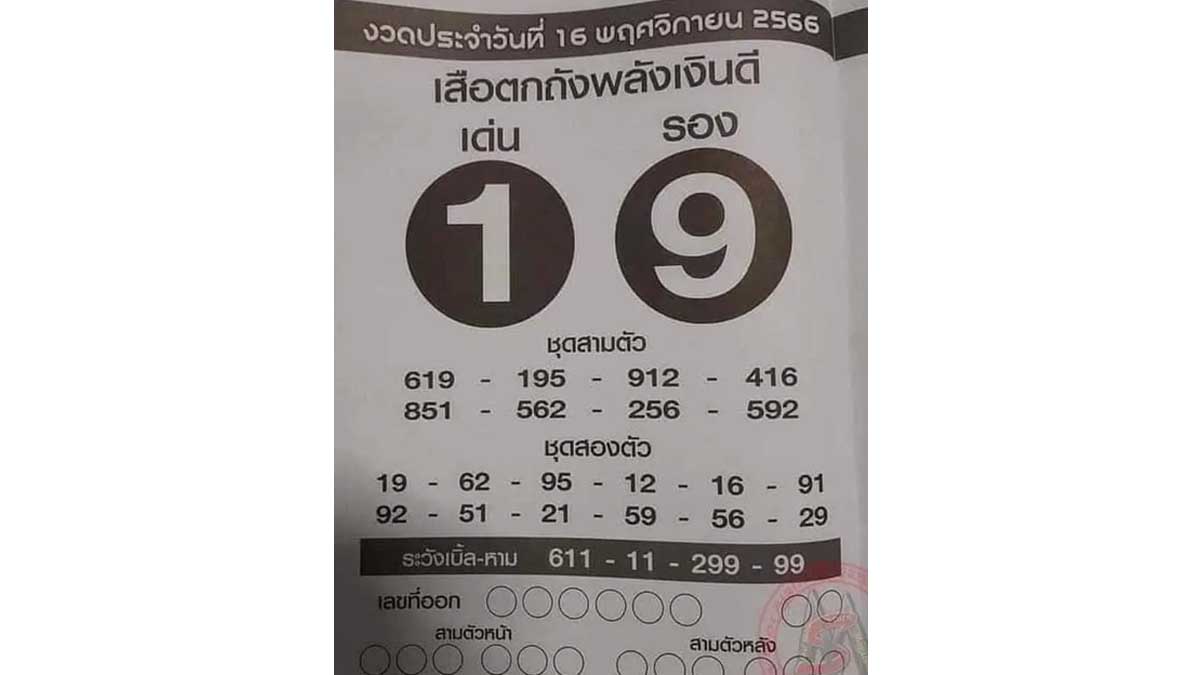 งวดประจำวันที่ 16 พฤศจิกายน 2566
เสือตกถังพลังเงินดี
เด่น รอง
1 9
ชุดสามตัว
619 - 195 - 912 - 416
851 - 562 - 256 - 592
ชุดสองตัว
19 - 62 - 95 - 12 - 16 - 91
92 - 51 - 21 - 59 - 56 - 29
ระวังเบิ้ล-หาม 611 - 11 - 299 - 99
เลขที่ออก
สามตัวหน้า สามตัวหลัง